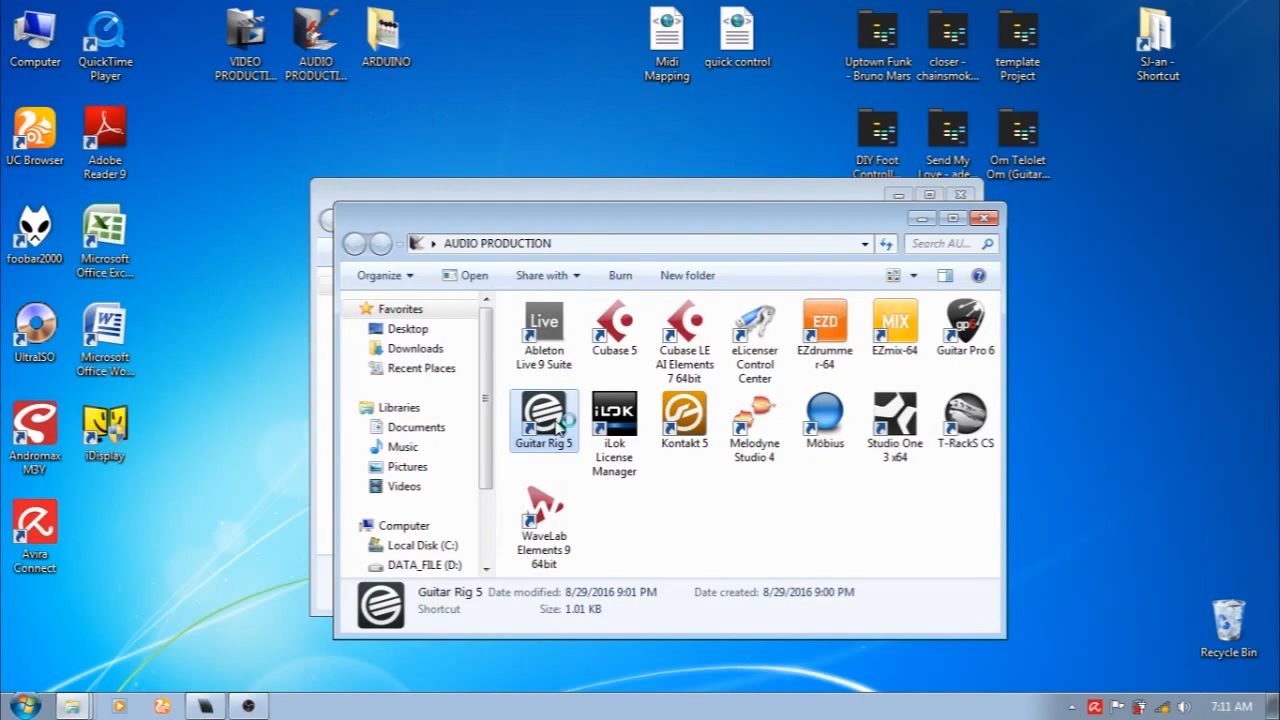 Computer
QuickTime
Player
VIDEO
PRODUCTI...
AUDIO
PRODUCTI...
ARDUINO
Midi
Mapping
quick control
Uptown Funk
- Bruno Mars
closer -
chainsmok...
template
Project
SJ-an -
Shortcut
UC Browser
Adobe
Reader 9
DIY Foot
Controll...
Send My
Love - ade...
Om Telolet
Om (Guitar...
foobar2000
Microsoft
Office Exc...
UltraISO
Microsoft
Office Wo...
Andromax
M3Y
iDisplay
Avira
Connect
AUDIO PRODUCTION
Search AU...
Organize
Open
Share with
Burn
New folder
Favorites
Desktop
Downloads
Recent Places
Libraries
Documents
Music
Pictures
Videos
Computer
Local Disk (C:)
DATA_FILE (D:)
Live
Ableton
Live 9 Suite
Cubase 5
Cubase LE
AI Elements
7 64bit
eLicenser
Control
Center
EZD
EZdrumme
r-64
MIX
EZmix-64
gp6
Guitar Pro 6
Guitar Rig 5
iLOK
iLok
License
Manager
Kontakt 5
Melodyne
Studio 4
Möbius
Studio One
3 x64
T-RackS CS
WaveLab
Elements 9
64bit
Guitar Rig 5 Date modified: 8/29/2016 9:01 PM Date created: 8/29/2016 9:00 PM
Shortcut Size: 1.01 KB
Recycle Bin
7:11 AM